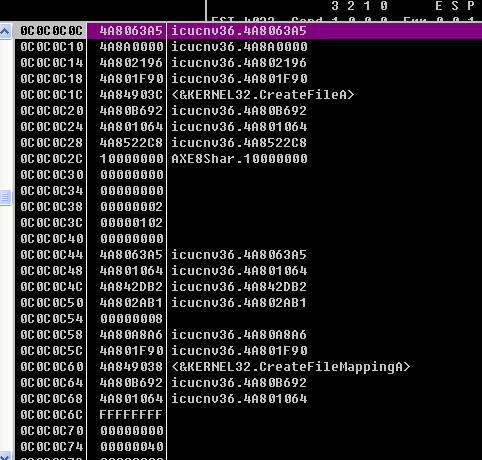 3 2 1 0 E S P
FST 4022 Cond 1 0 0 0 Err 0 0 1
0C0C0C0C 4A8063A5 icucnv36.4A8063A5
0C0C0C10 4A8A0000 icucnv36.4A8A0000
0C0C0C14 4A802196 icucnv36.4A802196
0C0C0C18 4A801F90 icucnv36.4A801F90
0C0C0C1C 4A84903C <&KERNEL32.CreateFileA>
0C0C0C20 4A80B692 icucnv36.4A80B692
0C0C0C24 4A801064 icucnv36.4A801064
0C0C0C28 4A8522C8 icucnv36.4A8522C8
0C0C0C2C 10000000 AXE8Shar.10000000
0C0C0C30 00000000
0C0C0C34 00000000
0C0C0C38 00000002
0C0C0C3C 00000102
0C0C0C40 00000000
0C0C0C44 4A8063A5 icucnv36.4A8063A5
0C0C0C48 4A801064 icucnv36.4A801064
0C0C0C4C 4A842DB2 icucnv36.4A842DB2
0C0C0C50 4A802AB1 icucnv36.4A802AB1
0C0C0C54 00000008
0C0C0C58 4A80A8A6 icucnv36.4A80A8A6
0C0C0C5C 4A801F90 icucnv36.4A801F90
0C0C0C60 4A849038 <&KERNEL32.CreateFileMappingA>
0C0C0C64 4A80B692 icucnv36.4A80B692
0C0C0C68 4A801064 icucnv36.4A801064
0C0C0C6C FFFFFFFF
0C0C0C70 00000000
0C0C0C74 00000040